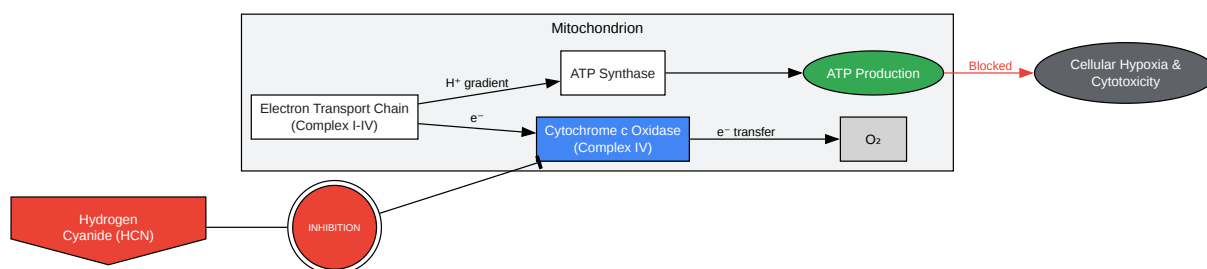 Mitochondrion
ATP Synthase
ATP Production
Blocked
Cellular Hypoxia &
Cytotoxicity
H⁺ gradient
Electron Transport Chain
(Complex I-IV)
e⁻
Cytochrome c Oxidase
(Complex IV)
e⁻ transfer
O₂
Hydrogen
Cyanide (HCN)
INHIBITION